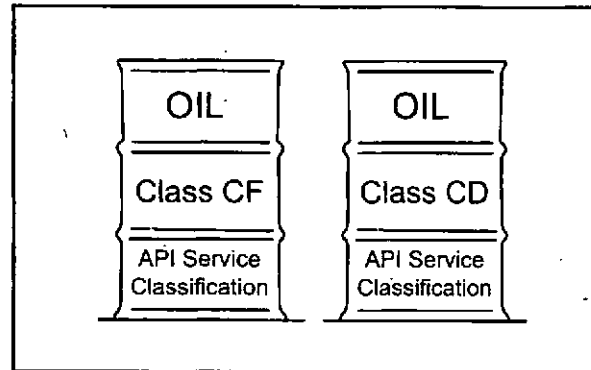 OIL
Class CF
API Service
Classification
OIL
Class CD
API Service
Classification